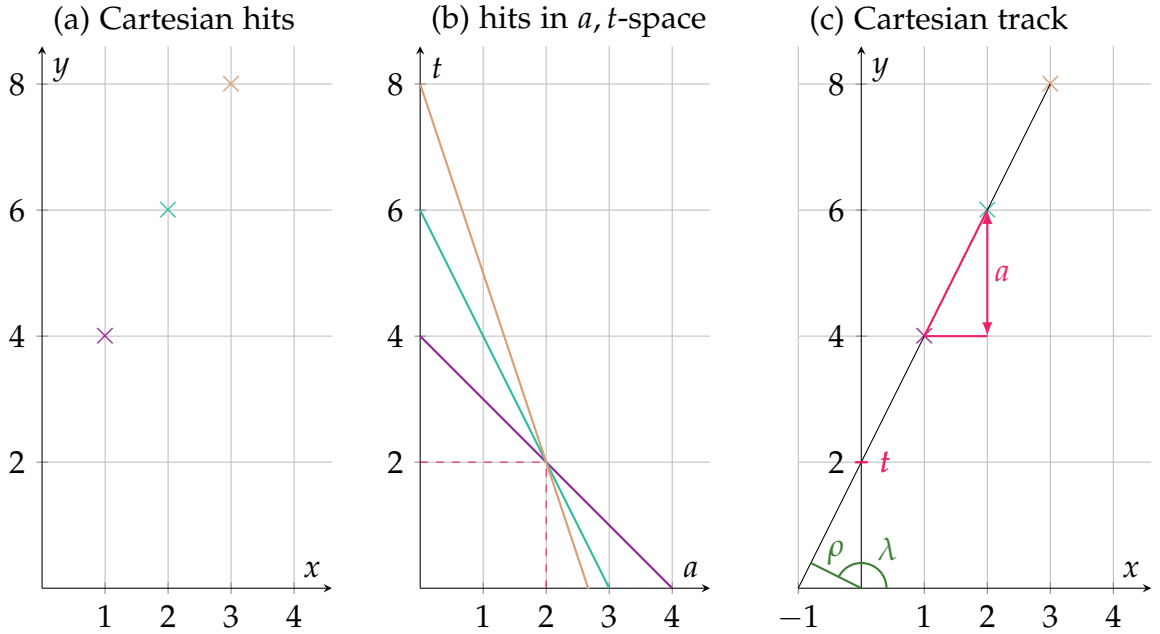 (a) Cartesian hits
y
8
6
4
2
x
1 2 3 4
(b) hits in a, t-space
t
8
6
4
2
a
1 2 3 4
(c) Cartesian track
y
8
6
a
4
2 t
ρ λ
x
−1 1 2 3 4